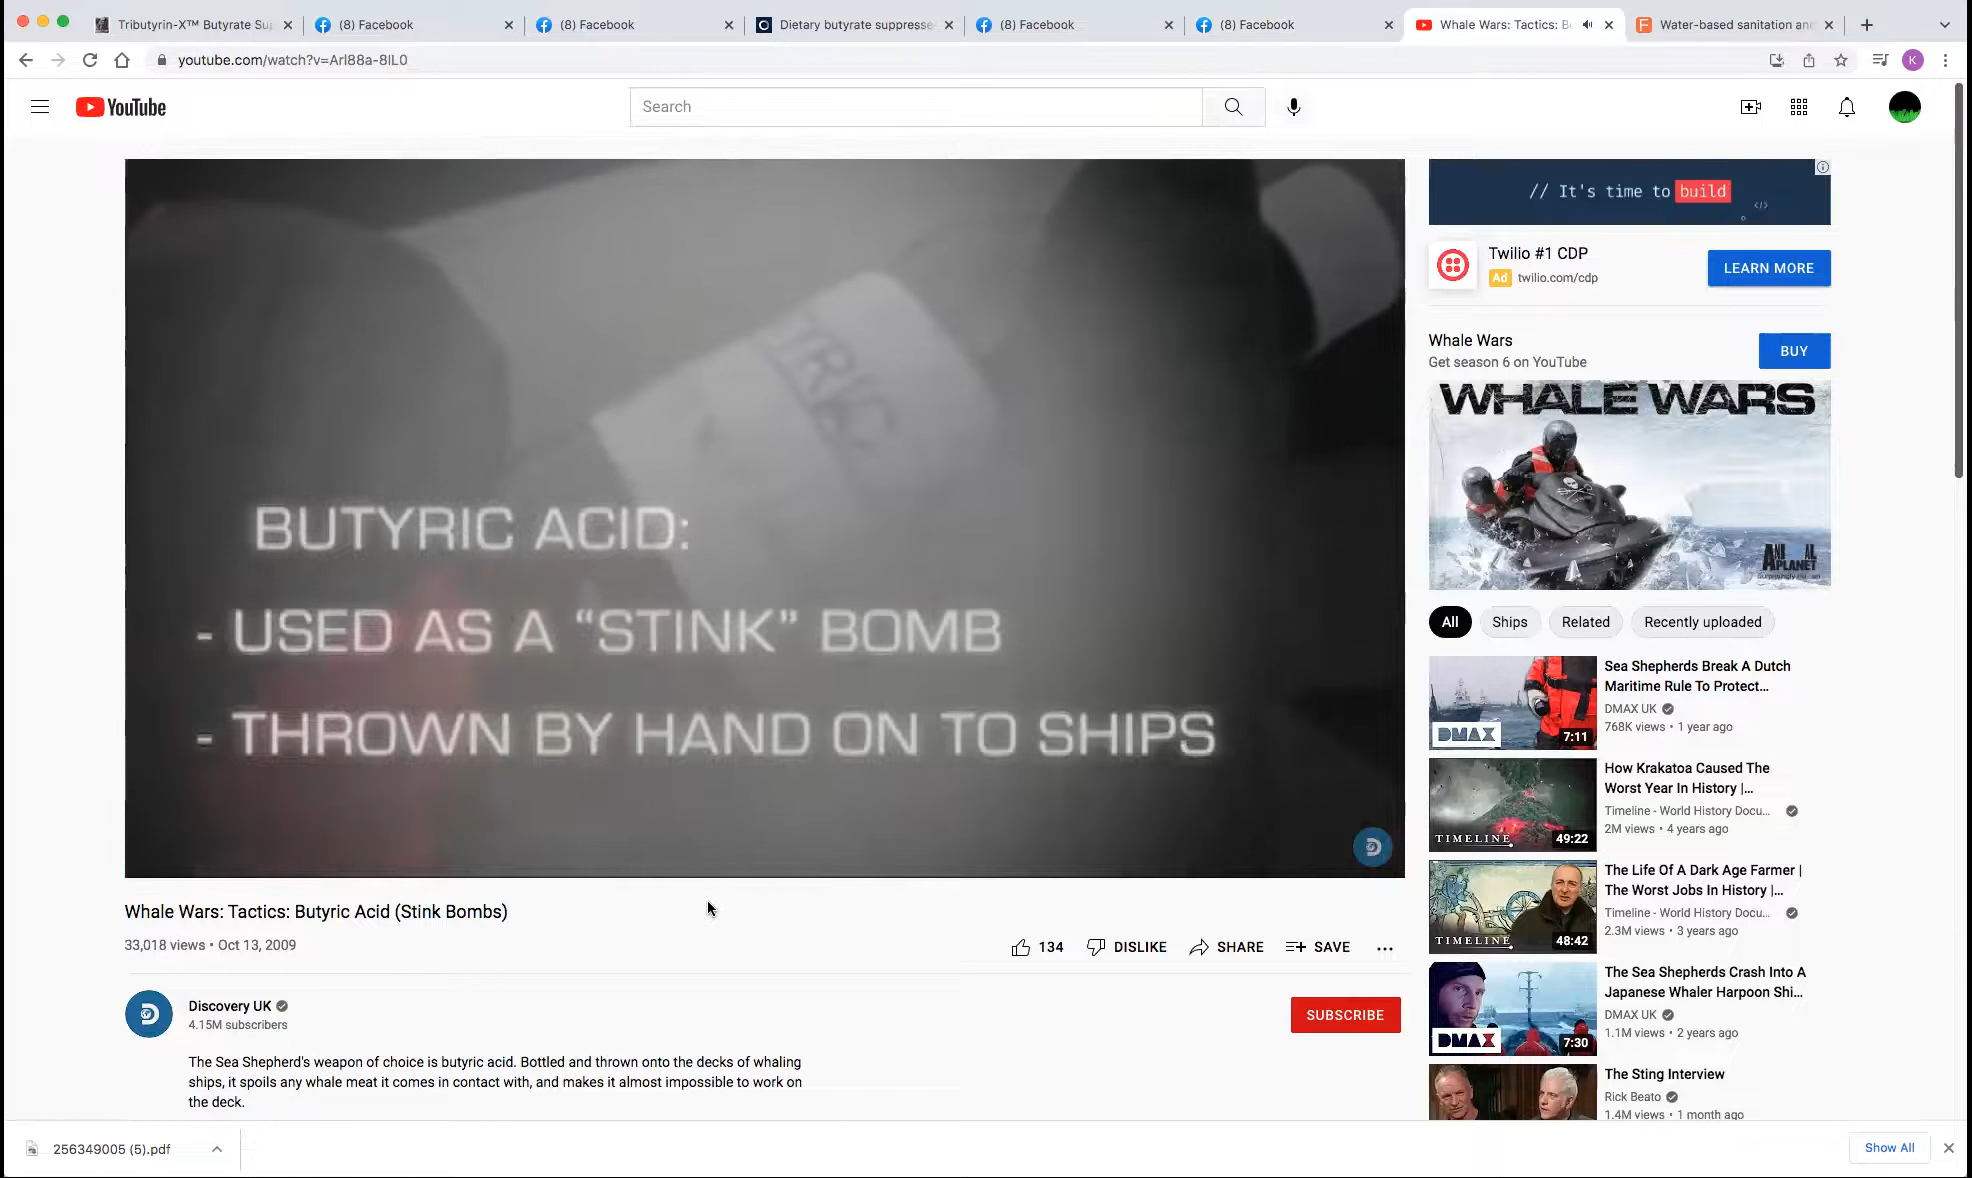 Tributyrin-X™ Butyrate Su
(8) Facebook
(8) Facebook
Dietary butyrate suppresse
(8) Facebook
(8) Facebook
Whale Wars: Tactics: B
Water-based sanitation an
youtube.com/watch?v=ArI88a-8IL0
K
YouTube
Search
BUTYRIC ACID:
- USED AS A “STINK” BOMB
- THROWN BY HAND ON TO SHIPS
Whale Wars: Tactics: Butyric Acid (Stink Bombs)
33,018 views • Oct 13, 2009
134 DISLIKE SHARE SAVE ...
Discovery UK
4.15M subscribers
SUBSCRIBE
The Sea Shepherd's weapon of choice is butyric acid. Bottled and thrown onto the decks of whaling
ships, it spoils any whale meat it comes in contact with, and makes it almost impossible to work on
the deck.
// It's time to build
</>
Twilio #1 CDP
Ad twilio.com/cdp
LEARN MORE
Whale Wars
Get season 6 on YouTube
BUY
WHALE WARS
ANIMAL
PLANET
All Ships Related Recently uploaded
DMAX
7:11
Sea Shepherds Break A Dutch
Maritime Rule To Protect...
DMAX UK
768K views • 1 year ago
TIMELINE
49:22
How Krakatoa Caused The
Worst Year In History |...
Timeline - World History Docu...
2M views • 4 years ago
TIMELINE
48:42
The Life Of A Dark Age Farmer |
The Worst Jobs In History |...
Timeline - World History Docu...
2.3M views • 3 years ago
DMAX
7:30
The Sea Shepherds Crash Into A
Japanese Whaler Harpoon Shi...
DMAX UK
1.1M views • 2 years ago
The Sting Interview
Rick Beato
1.4M views • 1 month ago
256349005 (5).pdf
Show All